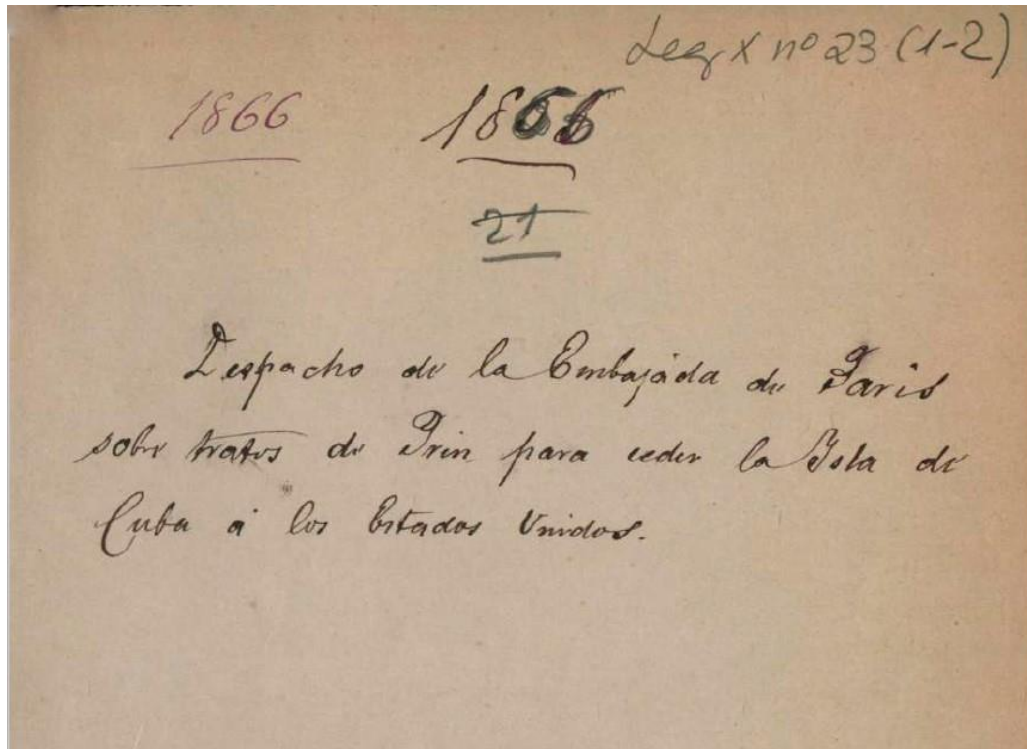 Leg X nº 23 (1-2)
1866 1866
21
Despacho de la Embajada de Paris
sobre tratos de Prin para ceder la Isla de
Cuba á los Estados Unidos.